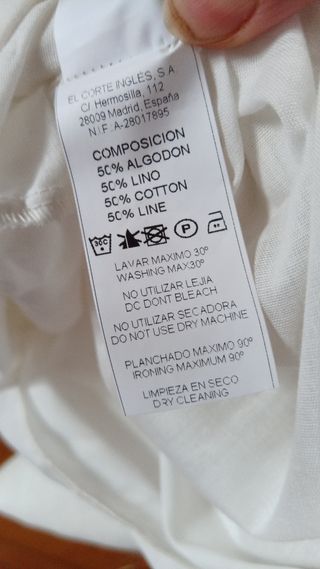 EL CORTE INGLES, S.A.
C/ Hermosilla, 112
28009 Madrid, España
N.I.F. A-28017895
COMPOSICION
50% ALGODON
50% LINO
50% COTTON
50% LINE
30C P
LAVAR MAXIMO 30º
WASHING MAX30º
NO UTILIZAR LEJIA
DC DONT BLEACH
NO UTILIZAR SECADORA
DO NOT USE DRY MACHINE
PLANCHADO MAXIMO 90º
IRONING MAXIMUM 90º
LIMPIEZA EN SECO
DRY CLEANING